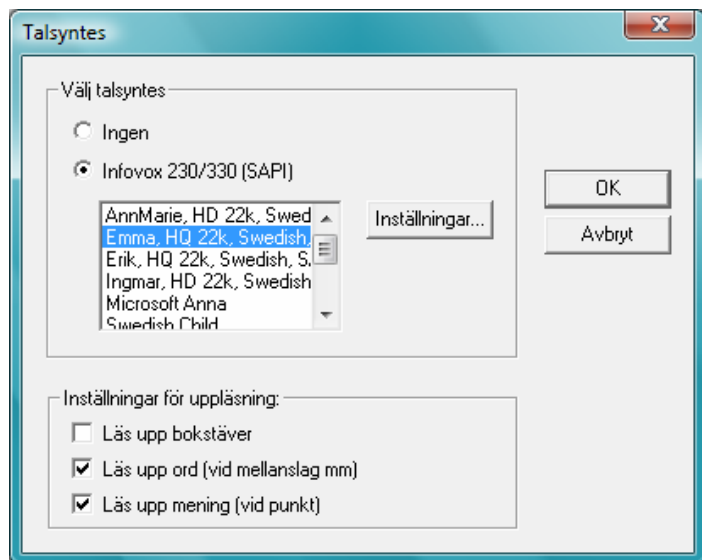 Talsyntes
Välj talsyntes
Ingen
Infovox 230/330 (SAPI)
AnnMarie, HD 22k, Swed
Emma, HQ 22k, Swedish,
Erik, HQ 22k, Swedish, S.
Ingmar, HD 22k, Swedish
Microsoft Anna
Swedish Child
Inställningar...
OK
Avbryt
Inställningar för uppläsning:
Läs upp bokstäver
Läs upp ord (vid mellanslag mm)
Läs upp mening (vid punkt)